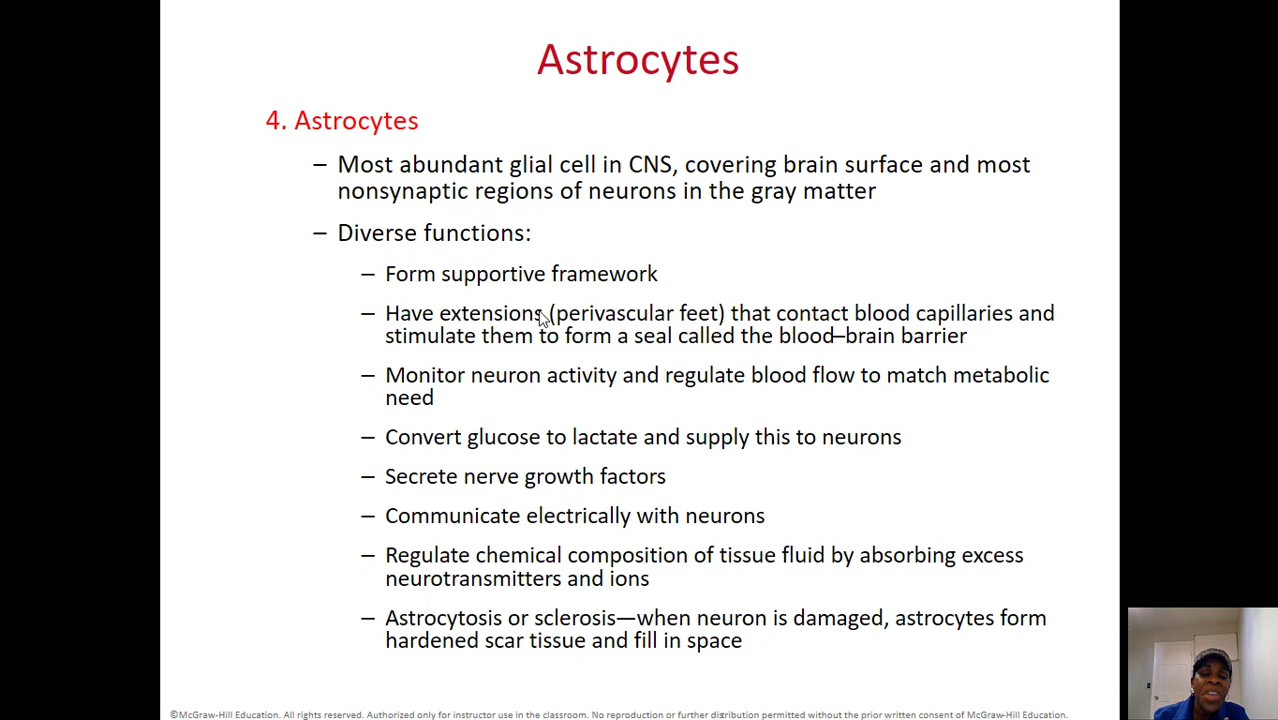 Astrocytes
4. Astrocytes
– Most abundant glial cell in CNS, covering brain surface and most
nonsynaptic regions of neurons in the gray matter
– Diverse functions:
– Form supportive framework
– Have extensions (perivascular feet) that contact blood capillaries and
stimulate them to form a seal called the blood–brain barrier
– Monitor neuron activity and regulate blood flow to match metabolic
need
– Convert glucose to lactate and supply this to neurons
– Secrete nerve growth factors
– Communicate electrically with neurons
– Regulate chemical composition of tissue fluid by absorbing excess
neurotransmitters and ions
– Astrocytosis or sclerosis—when neuron is damaged, astrocytes form
hardened scar tissue and fill in space
©McGraw-Hill Education. All rights reserved. Authorized only for instructor use in the classroom. No reproduction or further distribution permitted without the prior written consent of McGraw-Hill Education.